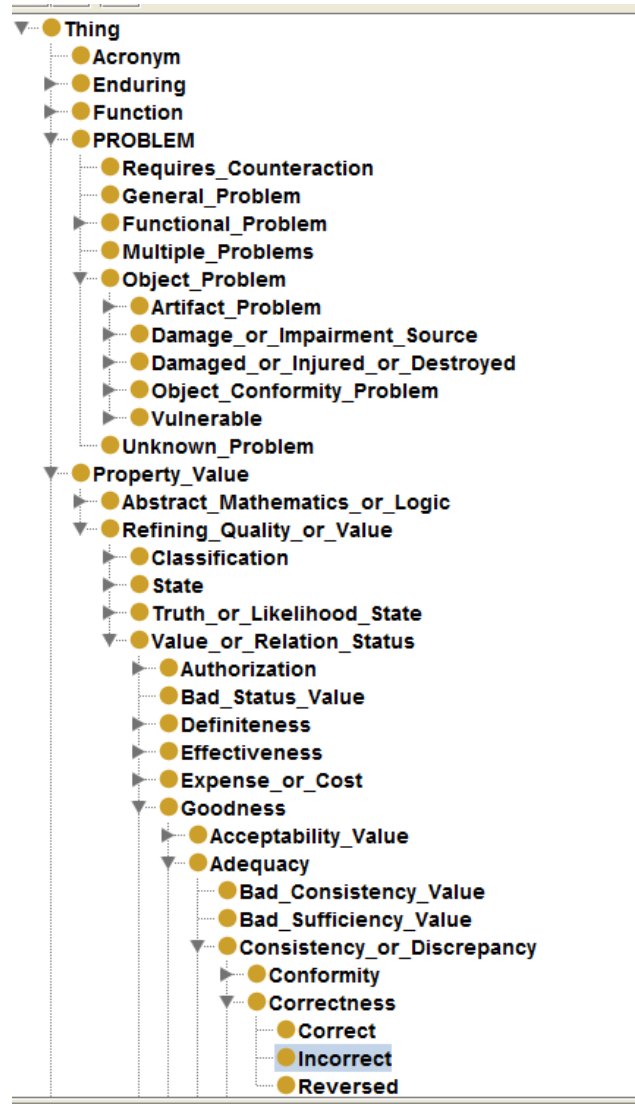 Thing
Acronym
Enduring
Function
PROBLEM
Requires_Counteraction
General_Problem
Functional_Problem
Multiple_Problems
Object_Problem
Artifact_Problem
Damage_or_Impairment_Source
Damaged_or_Injured_or_Destroyed
Object_Conformity_Problem
Vulnerable
Unknown_Problem
Property_Value
Abstract_Mathematics_or_Logic
Refining_Quality_or_Value
Classification
State
Truth_or_Likelihood_State
Value_or_Relation_Status
Authorization
Bad_Status_Value
Definiteness
Effectiveness
Expense_or_Cost
Goodness
Acceptability_Value
Adequacy
Bad_Consistency_Value
Bad_Sufficiency_Value
Consistency_or_Discrepancy
Conformity
Correctness
Correct
Incorrect
Reversed